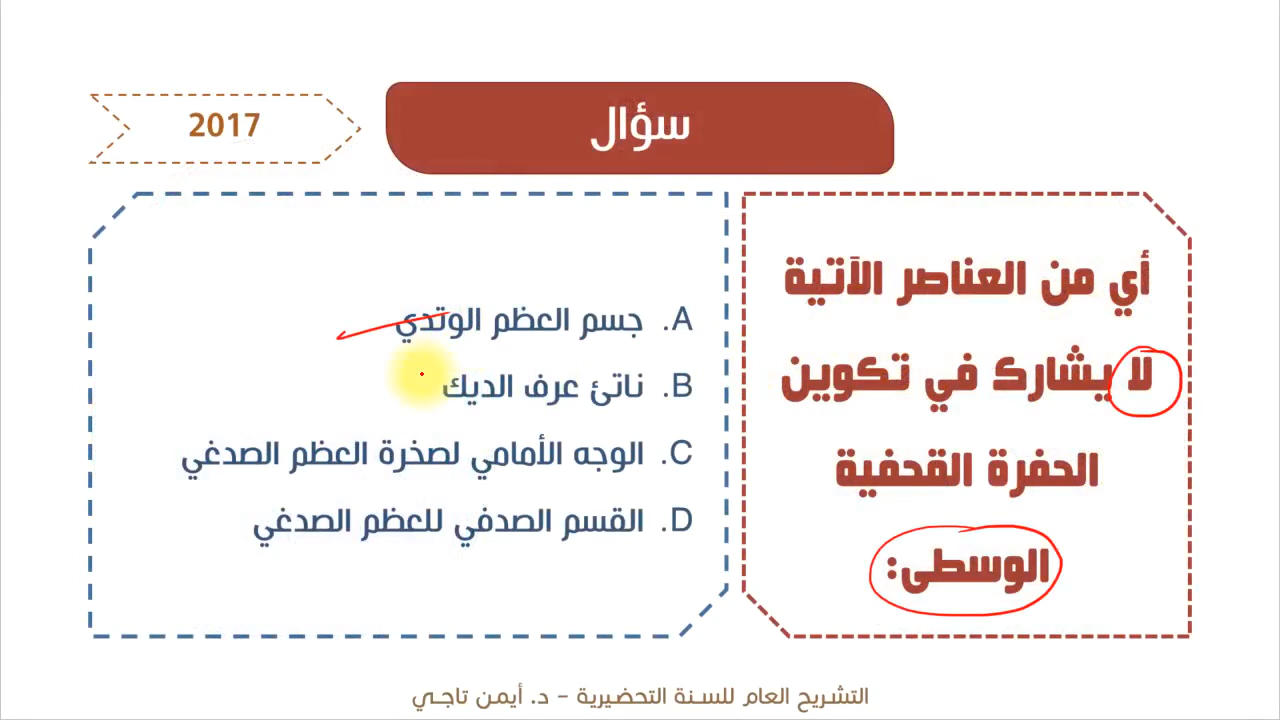 سؤال
2017
أي من العناصر الآتية
لا يشارك في تكوين
الحفرة القحفية
الوسطى:
A. جسم العظم الوتدي
B. ناتئ عرف الديك
C. الوجه الأمامي لصخرة العظم الصدغي
D. القسم الصدفي للعظم الصدغي
التشريح العام للسنة التحضيرية – د. أيمن تاجي